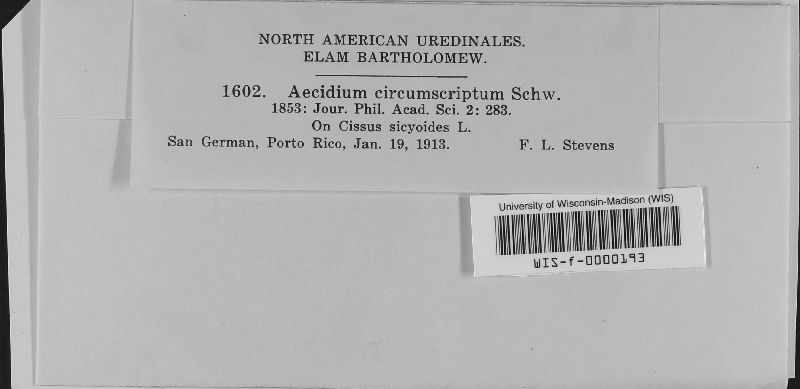 NORTH AMERICAN UREDINALES.
ELAM BARTHOLOMEW.
1602. Aecidium circumscriptum Schw.
1853: Jour. Phil. Acad. Sci. 2: 283.
On Cissus sicyoides L.
San German, Porto Rico, Jan. 19, 1913. F. L. Stevens
University of Wisconsin-Madison (WIS)
WIS-f-0000193